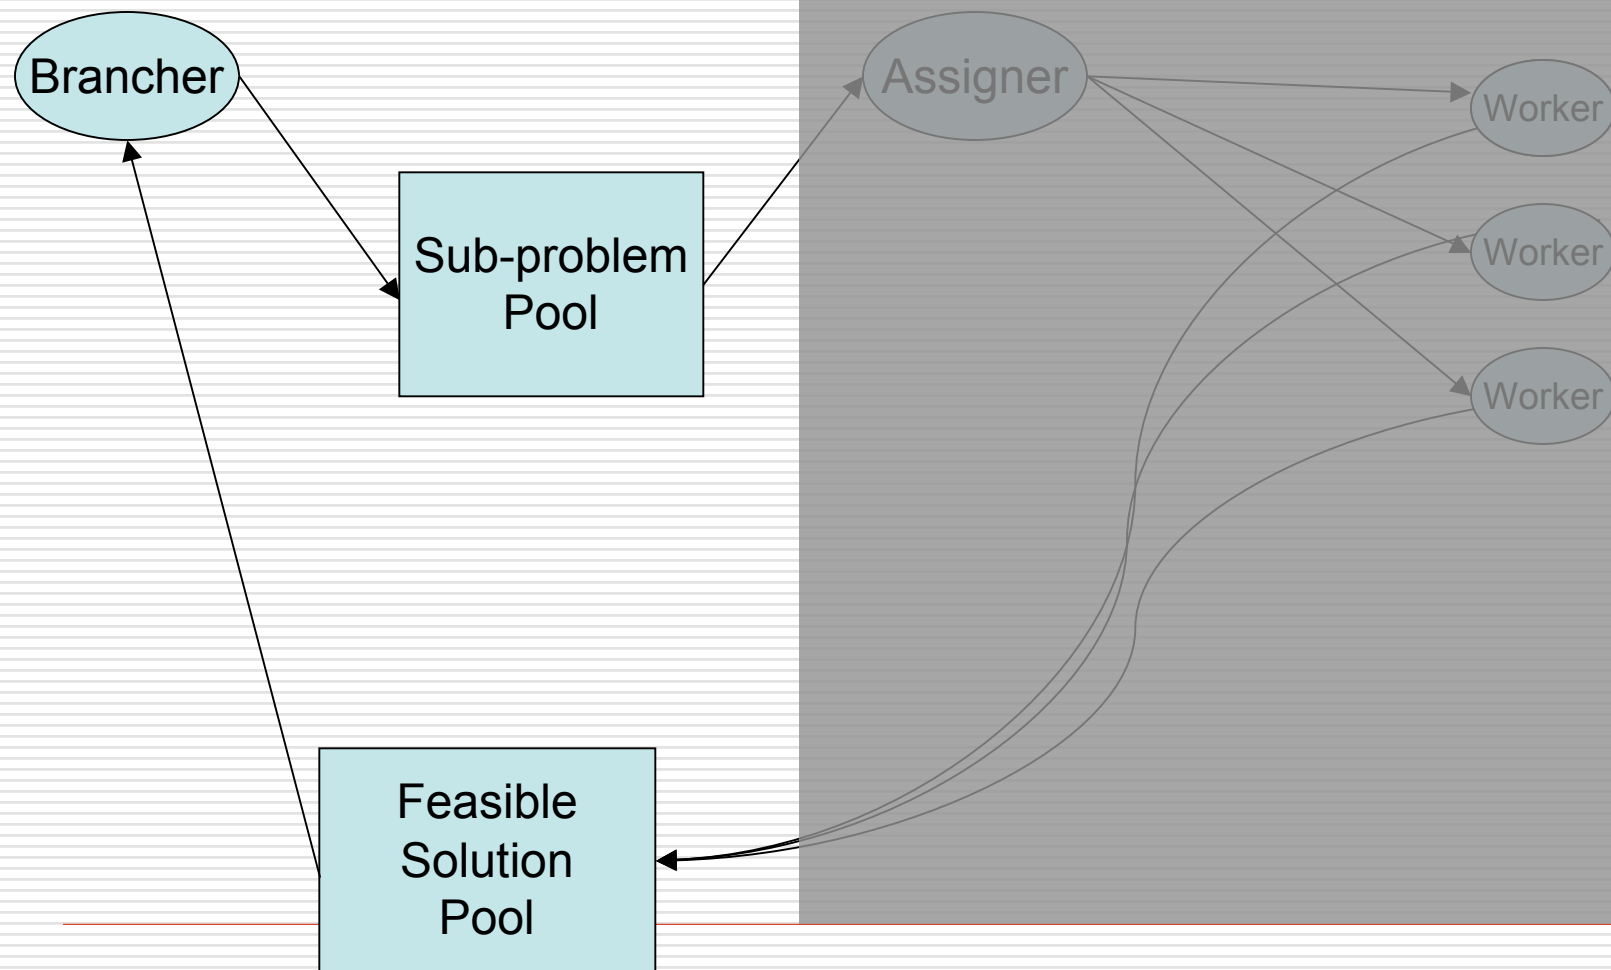 Brancher
Sub-problem
Pool
Assigner
Worker
Worker
Worker
Feasible
Solution
Pool